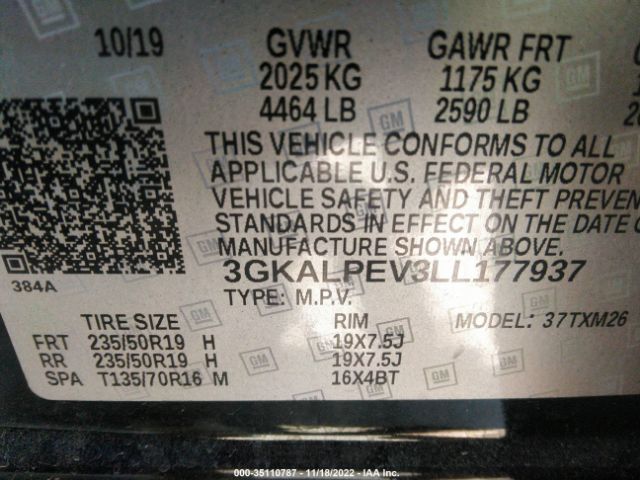 10/19 GVWR GAWR FRT
2025 KG 1175 KG
4464 LB 2590 LB
THIS VEHICLE CONFORMS TO ALL
APPLICABLE U.S. FEDERAL MOTOR
VEHICLE SAFETY AND THEFT PREVEN
STANDARDS IN EFFECT ON THE DATE O
MANUFACTURE SHOWN ABOVE.
3GKALPEV3LL177937
384A
TYPE: M.P.V. MODEL: 37TXM26
TIRE SIZE RIM
FRT 235/50R19 H 19X7.5J
RR 235/50R19 H 19X7.5J
SPA T135/70R16 M 16X4BT
GM
000-35110787 - 11/18/2022 - IAA Inc.